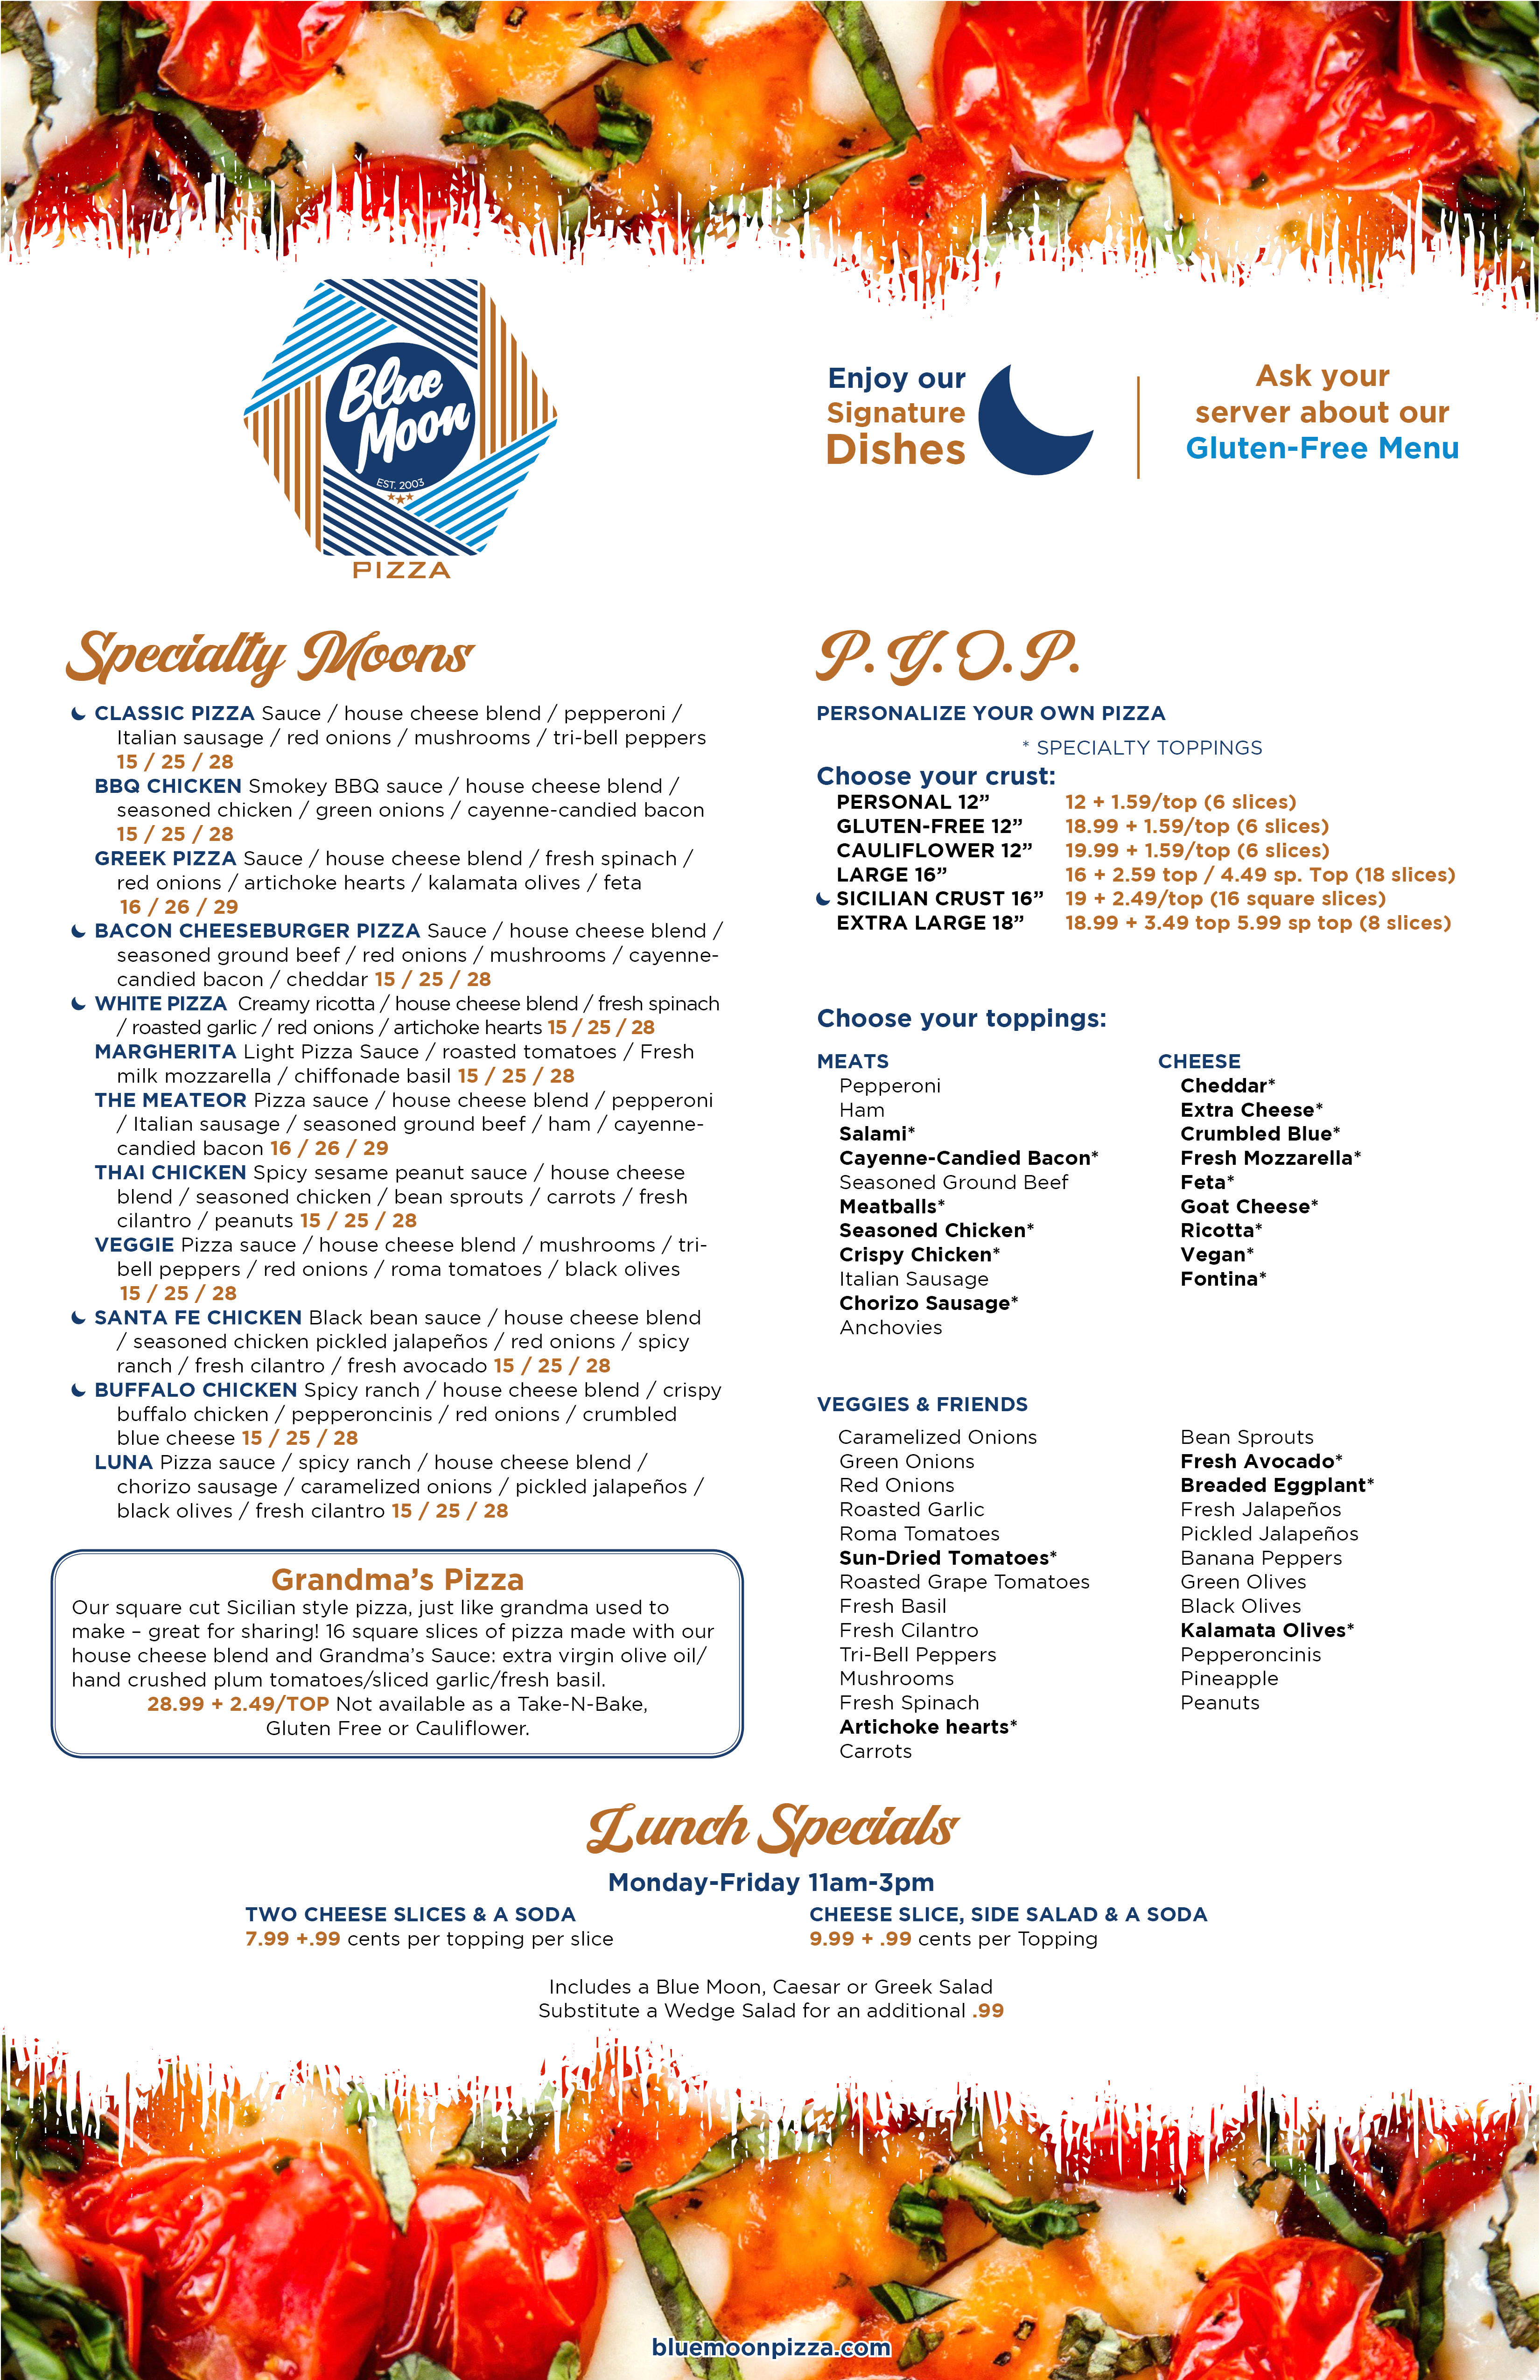 Blue
Moon
EST. 2003
PIZZA
Enjoy our
Signature
Dishes
Ask your
server about our
Gluten-Free Menu
Specialty Moons
CLASSIC PIZZA Sauce / house cheese blend / pepperoni /
Italian sausage / red onions / mushrooms / tri-bell peppers
15 / 25 / 28
BBQ CHICKEN Smokey BBQ sauce / house cheese blend /
seasoned chicken / green onions / cayenne-candied bacon
15 / 25 / 28
GREEK PIZZA Sauce / house cheese blend / fresh spinach /
red onions / artichoke hearts / kalamata olives / feta
16 / 26 / 29
BACON CHEESEBURGER PIZZA Sauce / house cheese blend /
seasoned ground beef / red onions / mushrooms / cayenne-
candied bacon / cheddar 15 / 25 / 28
WHITE PIZZA Creamy ricotta / house cheese blend / fresh spinach
/ roasted garlic / red onions / artichoke hearts 15 / 25 / 28
MARGHERITA Light Pizza Sauce / roasted tomatoes / Fresh
milk mozzarella / chiffonade basil 15 / 25 / 28
THE MEATEOR Pizza sauce / house cheese blend / pepperoni
/ Italian sausage / seasoned ground beef / ham / cayenne-
candied bacon 16 / 26 / 29
THAI CHICKEN Spicy sesame peanut sauce / house cheese
blend / seasoned chicken / bean sprouts / carrots / fresh
cilantro / peanuts 15 / 25 / 28
VEGGIE Pizza sauce / house cheese blend / mushrooms / tri-
bell peppers / red onions / roma tomatoes / black olives
15 / 25 / 28
SANTA FE CHICKEN Black bean sauce / house cheese blend
/ seasoned chicken pickled jalapeños / red onions / spicy
ranch / fresh cilantro / fresh avocado 15 / 25 / 28
BUFFALO CHICKEN Spicy ranch / house cheese blend / crispy
buffalo chicken / pepperoncinis / red onions / crumbled
blue cheese 15 / 25 / 28
LUNA Pizza sauce / spicy ranch / house cheese blend /
chorizo sausage / caramelized onions / pickled jalapeños /
black olives / fresh cilantro 15 / 25 / 28
Grandma’s Pizza
Our square cut Sicilian style pizza, just like grandma used to
make – great for sharing! 16 square slices of pizza made with our
house cheese blend and Grandma’s Sauce: extra virgin olive oil/
hand crushed plum tomatoes/sliced garlic/fresh basil.
28.99 + 2.49/TOP Not available as a Take-N-Bake,
Gluten Free or Cauliflower.
P.Y.O.P.
PERSONALIZE YOUR OWN PIZZA
* SPECIALTY TOPPINGS
Choose your crust:
PERSONAL 12” 12 + 1.59/top (6 slices)
GLUTEN-FREE 12” 18.99 + 1.59/top (6 slices)
CAULIFLOWER 12” 19.99 + 1.59/top (6 slices)
LARGE 16” 16 + 2.59 top / 4.49 sp. Top (18 slices)
SICILIAN CRUST 16” 19 + 2.49/top (16 square slices)
EXTRA LARGE 18” 18.99 + 3.49 top 5.99 sp top (8 slices)
Choose your toppings:
MEATS
Pepperoni
Ham
Salami*
Cayenne-Candied Bacon*
Seasoned Ground Beef
Meatballs*
Seasoned Chicken*
Crispy Chicken*
Italian Sausage
Chorizo Sausage*
Anchovies
CHEESE
Cheddar*
Extra Cheese*
Crumbled Blue*
Fresh Mozzarella*
Feta*
Goat Cheese*
Ricotta*
Vegan*
Fontina*
VEGGIES & FRIENDS
Caramelized Onions
Green Onions
Red Onions
Roasted Garlic
Roma Tomatoes
Sun-Dried Tomatoes*
Roasted Grape Tomatoes
Fresh Basil
Fresh Cilantro
Tri-Bell Peppers
Mushrooms
Fresh Spinach
Artichoke hearts*
Carrots
Bean Sprouts
Fresh Avocado*
Breaded Eggplant*
Fresh Jalapeños
Pickled Jalapeños
Banana Peppers
Green Olives
Black Olives
Kalamata Olives*
Pepperoncinis
Pineapple
Peanuts
Lunch Specials
Monday-Friday 11am-3pm
TWO CHEESE SLICES & A SODA
7.99 +.99 cents per topping per slice
CHEESE SLICE, SIDE SALAD & A SODA
9.99 + .99 cents per Topping
Includes a Blue Moon, Caesar or Greek Salad
Substitute a Wedge Salad for an additional .99
bluemoonpizza.com